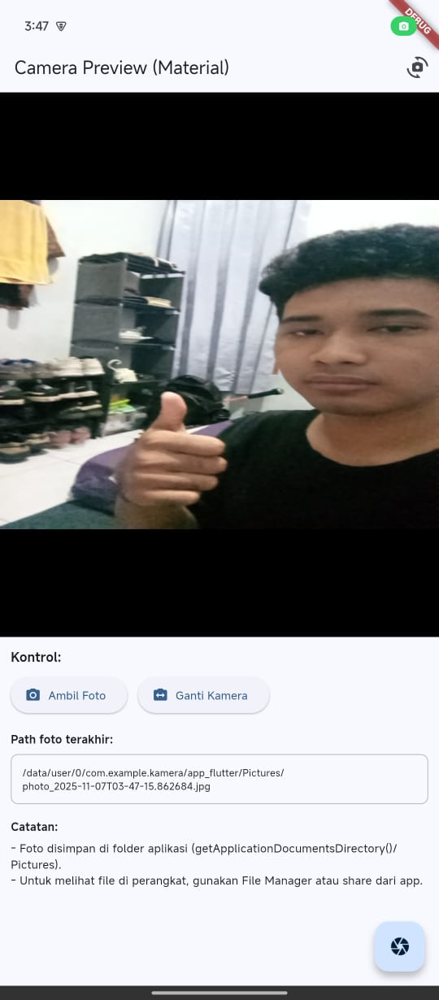 3:47
DEBUG
Camera Preview (Material)
Kontrol:
Ambil Foto
Ganti Kamera
Path foto terakhir:
/data/user/0/com.example.kamera/app_flutter/Pictures/
photo_2025-11-07T03-47-15.862684.jpg
Catatan:
- Foto disimpan di folder aplikasi (getApplicationDocumentsDirectory()/
Pictures).
- Untuk melihat file di perangkat, gunakan File Manager atau share dari app.